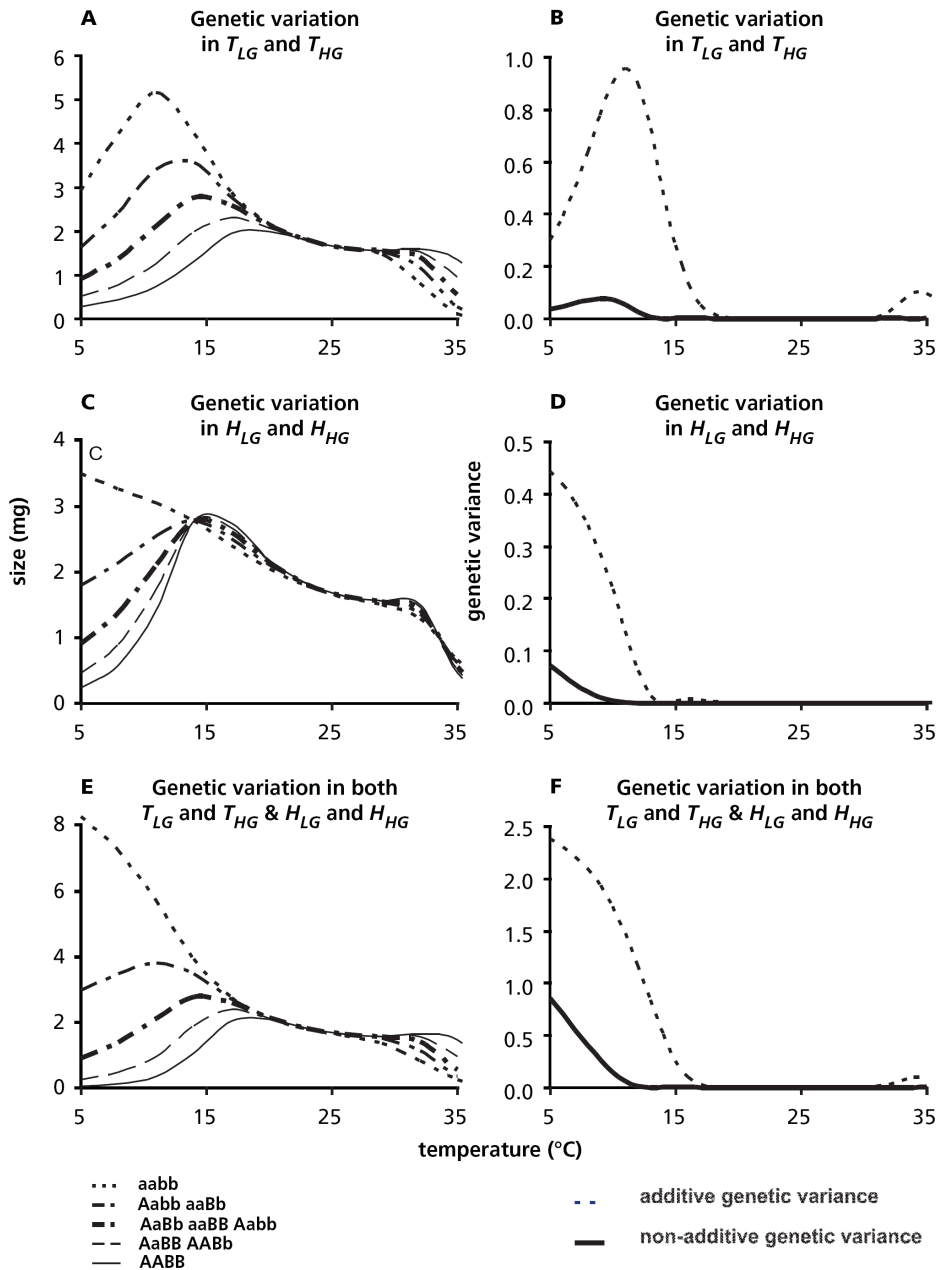 A
Genetic variation
in T_LG and T_HG
6
5
4
3
2
1
0
5
15
25
35
B
Genetic variation
in T_LG and T_HG
1.0
0.8
0.6
0.4
0.2
0.0
5
15
25
35
C
Genetic variation
in H_LG and H_HG
C
4
3
2
1
0
5
15
25
35
size (mg)
D
Genetic variation
in H_LG and H_HG
0.5
0.4
0.3
0.2
0.1
0.0
5
15
25
35
genetic variance
E
Genetic variation in both
T_LG and T_HG & H_LG and H_HG
8
6
4
2
0
5
15
25
35
F
Genetic variation in both
T_LG and T_HG & H_LG and H_HG
2.5
2.0
1.5
1.0
0.5
0.0
5
15
25
35
temperature (°C)
aabb
Aabb aaBb
AaBb aaBB Aabb
AaBB AABb
AABB
additive genetic variance
non-additive genetic variance